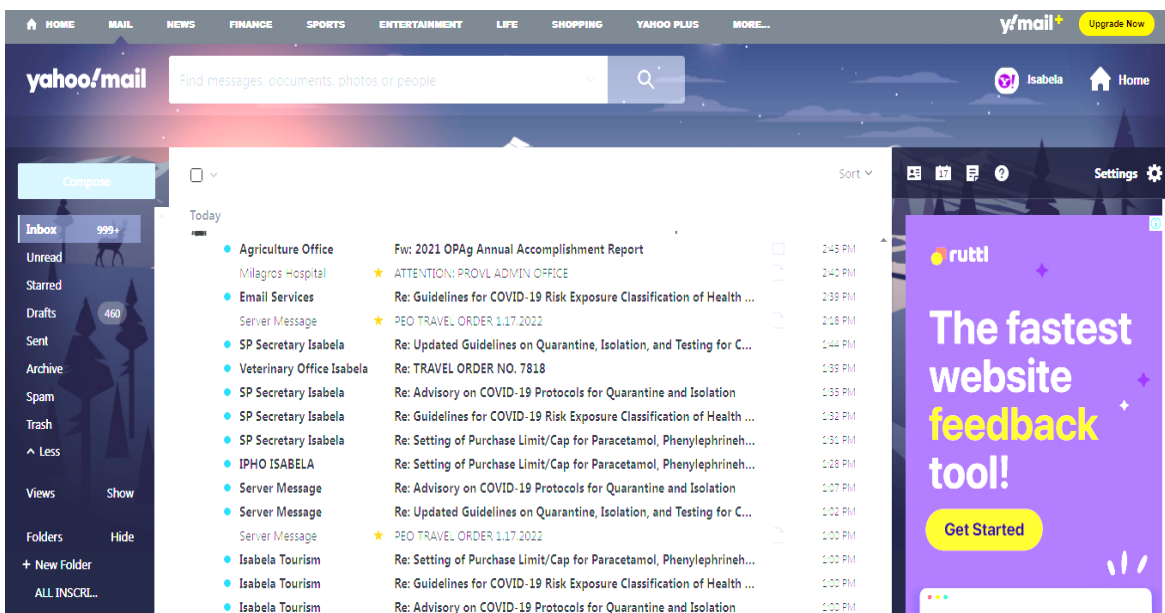 HOME MAIL NEWS FINANCE SPORTS ENTERTAINMENT LIFE SHOPPING YAHOO PLUS MORE... y!mail+ Upgrade Now
yahoo!mail Find messages, documents, photos or people Isabela Home
Compose Sort Settings
Today
Inbox 999+
Unread
Starred
Drafts 460
Sent
Archive
Spam
Trash
Less
Views Show
Folders Hide
+ New Folder
ALL INSCRI...
Agriculture Office Fw: 2021 OPAg Annual Accomplishment Report 2:45 PM
Milagros Hospital ATTENTION: PROVL ADMIN OFFICE 2:40 PM
Email Services Re: Guidelines for COVID-19 Risk Exposure Classification of Health ... 2:39 PM
Server Message PEO TRAVEL ORDER 1.17.2022 2:18 PM
SP Secretary Isabela Re: Updated Guidelines on Quarantine, Isolation, and Testing for C... 1:44 PM
Veterinary Office Isabela Re: TRAVEL ORDER NO. 7818 1:39 PM
SP Secretary Isabela Re: Advisory on COVID-19 Protocols for Quarantine and Isolation 1:35 PM
SP Secretary Isabela Re: Guidelines for COVID-19 Risk Exposure Classification of Health ... 1:32 PM
SP Secretary Isabela Re: Setting of Purchase Limit/Cap for Paracetamol, Phenylephrineh... 1:31 PM
IPHO ISABELA Re: Setting of Purchase Limit/Cap for Paracetamol, Phenylephrineh... 1:28 PM
Server Message Re: Advisory on COVID-19 Protocols for Quarantine and Isolation 1:07 PM
Server Message Re: Updated Guidelines on Quarantine, Isolation, and Testing for C... 1:02 PM
Server Message PEO TRAVEL ORDER 1.17.2022 1:00 PM
Isabela Tourism Re: Setting of Purchase Limit/Cap for Paracetamol, Phenylephrineh... 1:00 PM
Isabela Tourism Re: Guidelines for COVID-19 Risk Exposure Classification of Health ... 1:00 PM
Isabela Tourism Re: Advisory on COVID-19 Protocols for Quarantine and Isolation 1:00 PM
17
ruttl
The fastest
website
feedback
tool!
Get Started